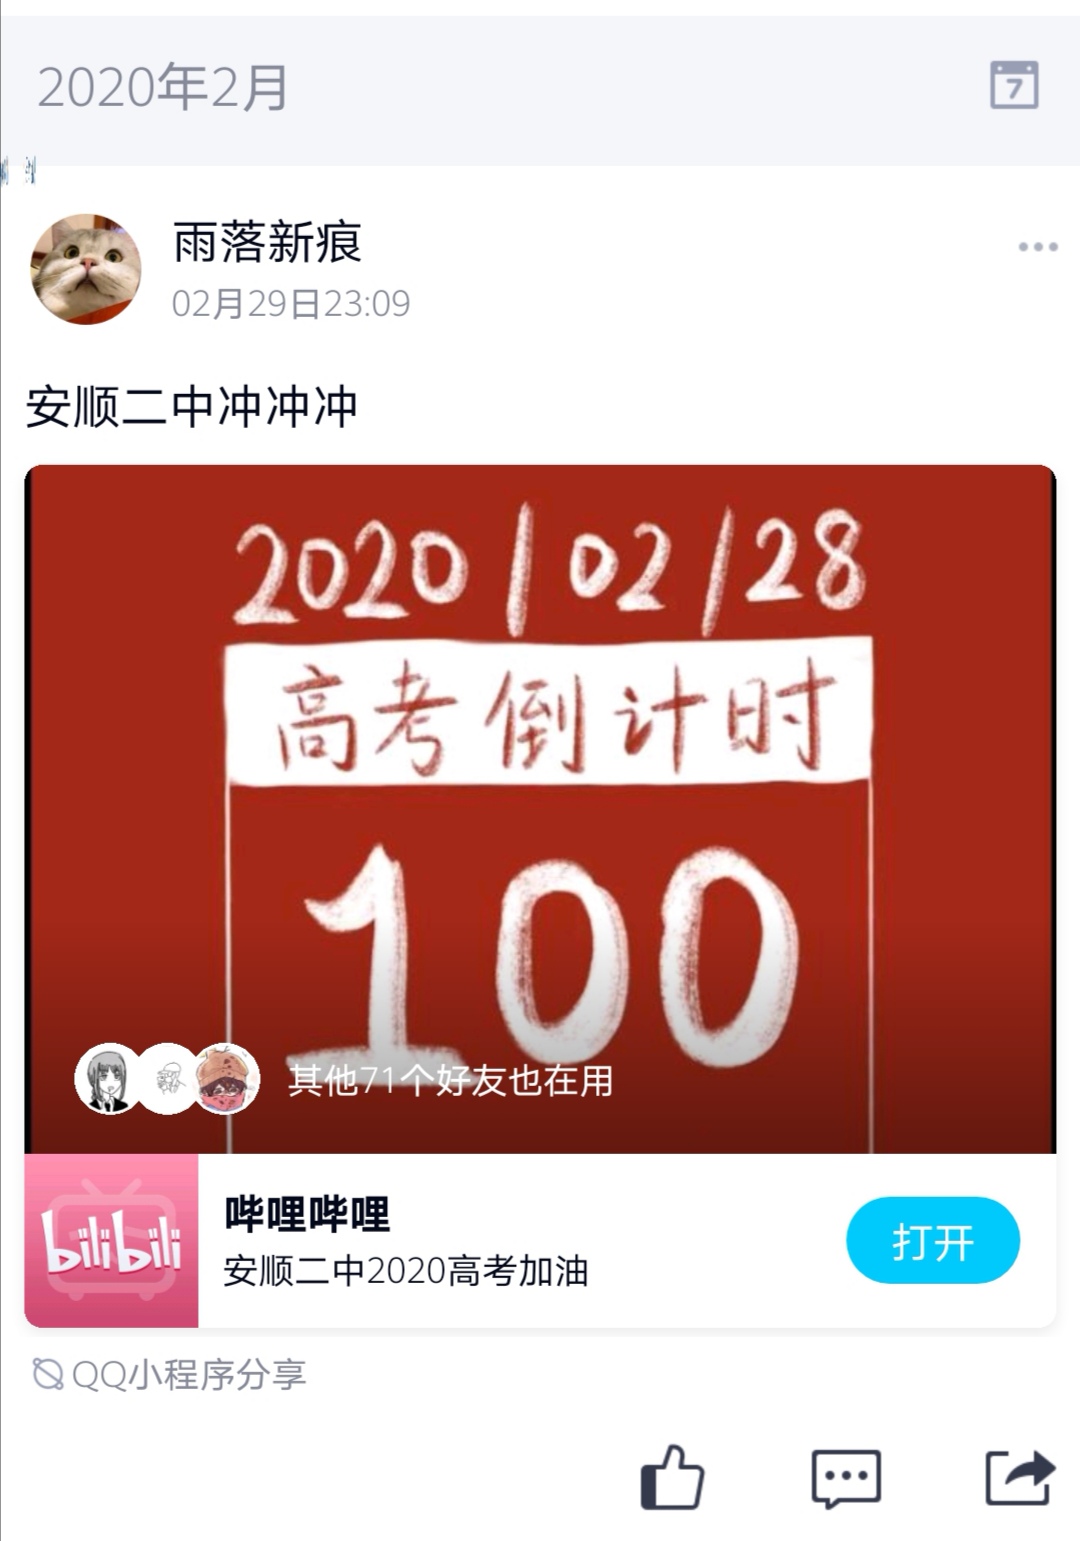 2020年2月
7
雨落新痕
02月29日23:09
安顺二中冲冲冲
2020/02/28
高考倒计时
100
其他71个好友也在用
bilibili
哔哩哔哩
安顺二中2020高考加油
打开
QQ小程序分享